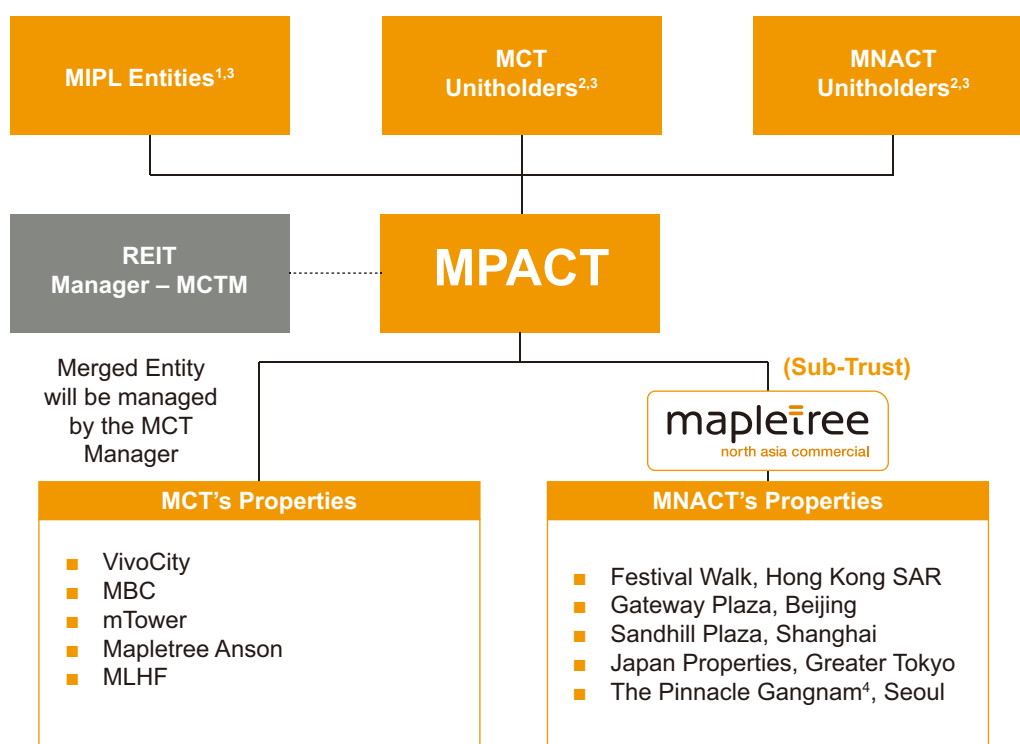 MIPL Entities1,3
MCT
Unitholders2,3
MNACT
Unitholders2,3
REIT
Manager – MCTM
MPACT
Merged Entity
will be managed
by the MCT
Manager
(Sub-Trust)
mapletree
north asia commercial
MCT’s Properties
■ VivoCity
■ MBC
■ mTower
■ Mapletree Anson
■ MLHF
MNACT’s Properties
■ Festival Walk, Hong Kong SAR
■ Gateway Plaza, Beijing
■ Sandhill Plaza, Shanghai
■ Japan Properties, Greater Tokyo
■ The Pinnacle Gangnam4, Seoul